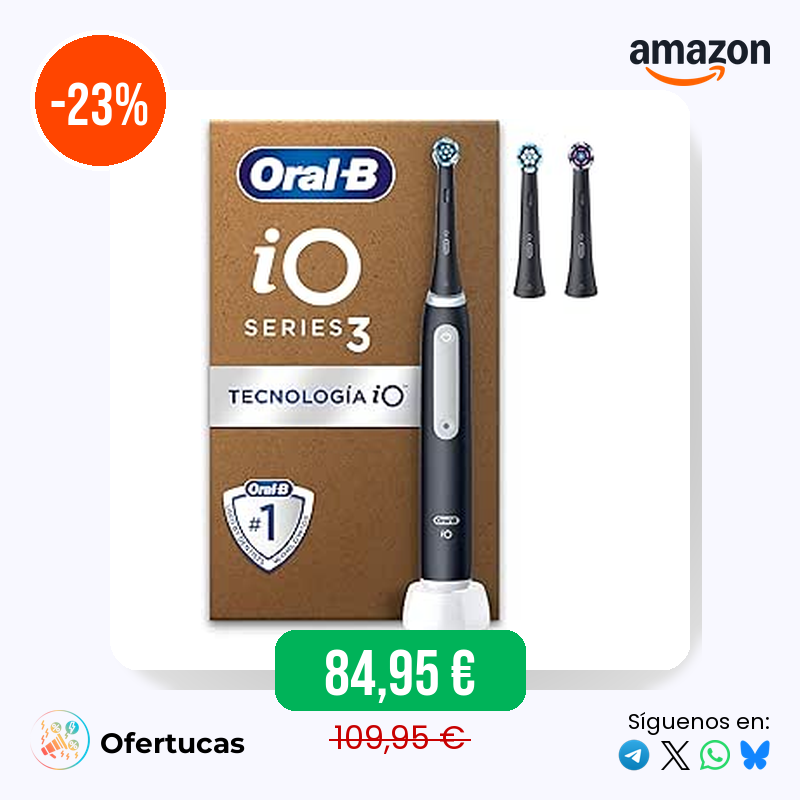 -23%
amazon
Oral-B
iO
SERIES 3
TECNOLOGÍA iO
Oral-B
#1
Oral-B
iO
84,95 €
109,95 €
Ofertucas
Síguenos en: